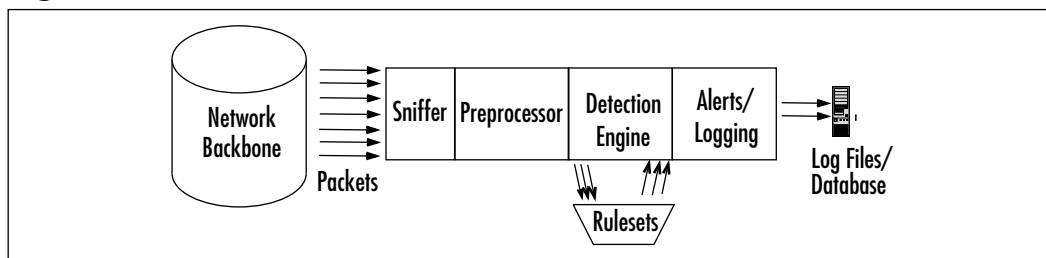 Network
Backbone
Packets
Sniffer
Preprocessor
Detection
Engine
Alerts/
Logging
Rulesets
Log Files/
Database